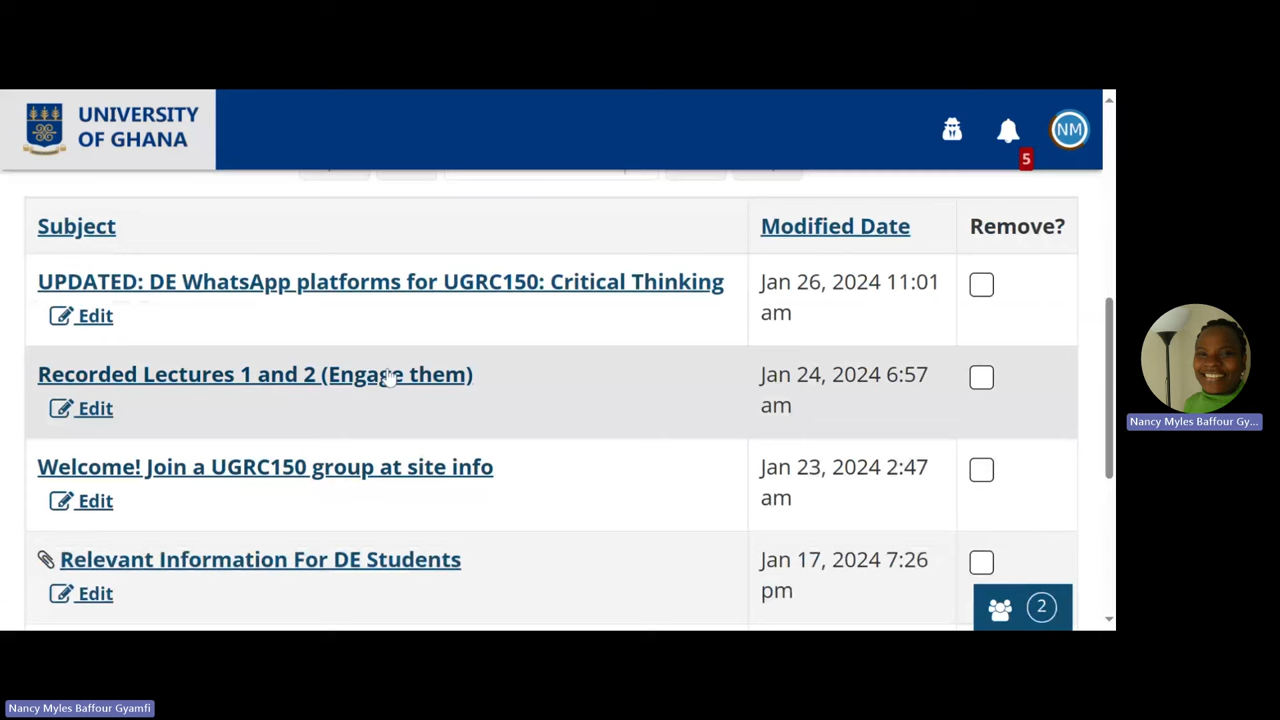 UNIVERSITY
OF GHANA
NM
5
Subject
Modified Date
Remove?
UPDATED: DE WhatsApp platforms for UGRC150: Critical Thinking
Edit
Jan 26, 2024 11:01
am
Recorded Lectures 1 and 2 (Engage them)
Edit
Jan 24, 2024 6:57
am
Welcome! Join a UGRC150 group at site info
Edit
Jan 23, 2024 2:47
am
Relevant Information For DE Students
Edit
Jan 17, 2024 7:26
pm
2
Nancy Myles Baffour Gy...
Nancy Myles Baffour Gyamfi